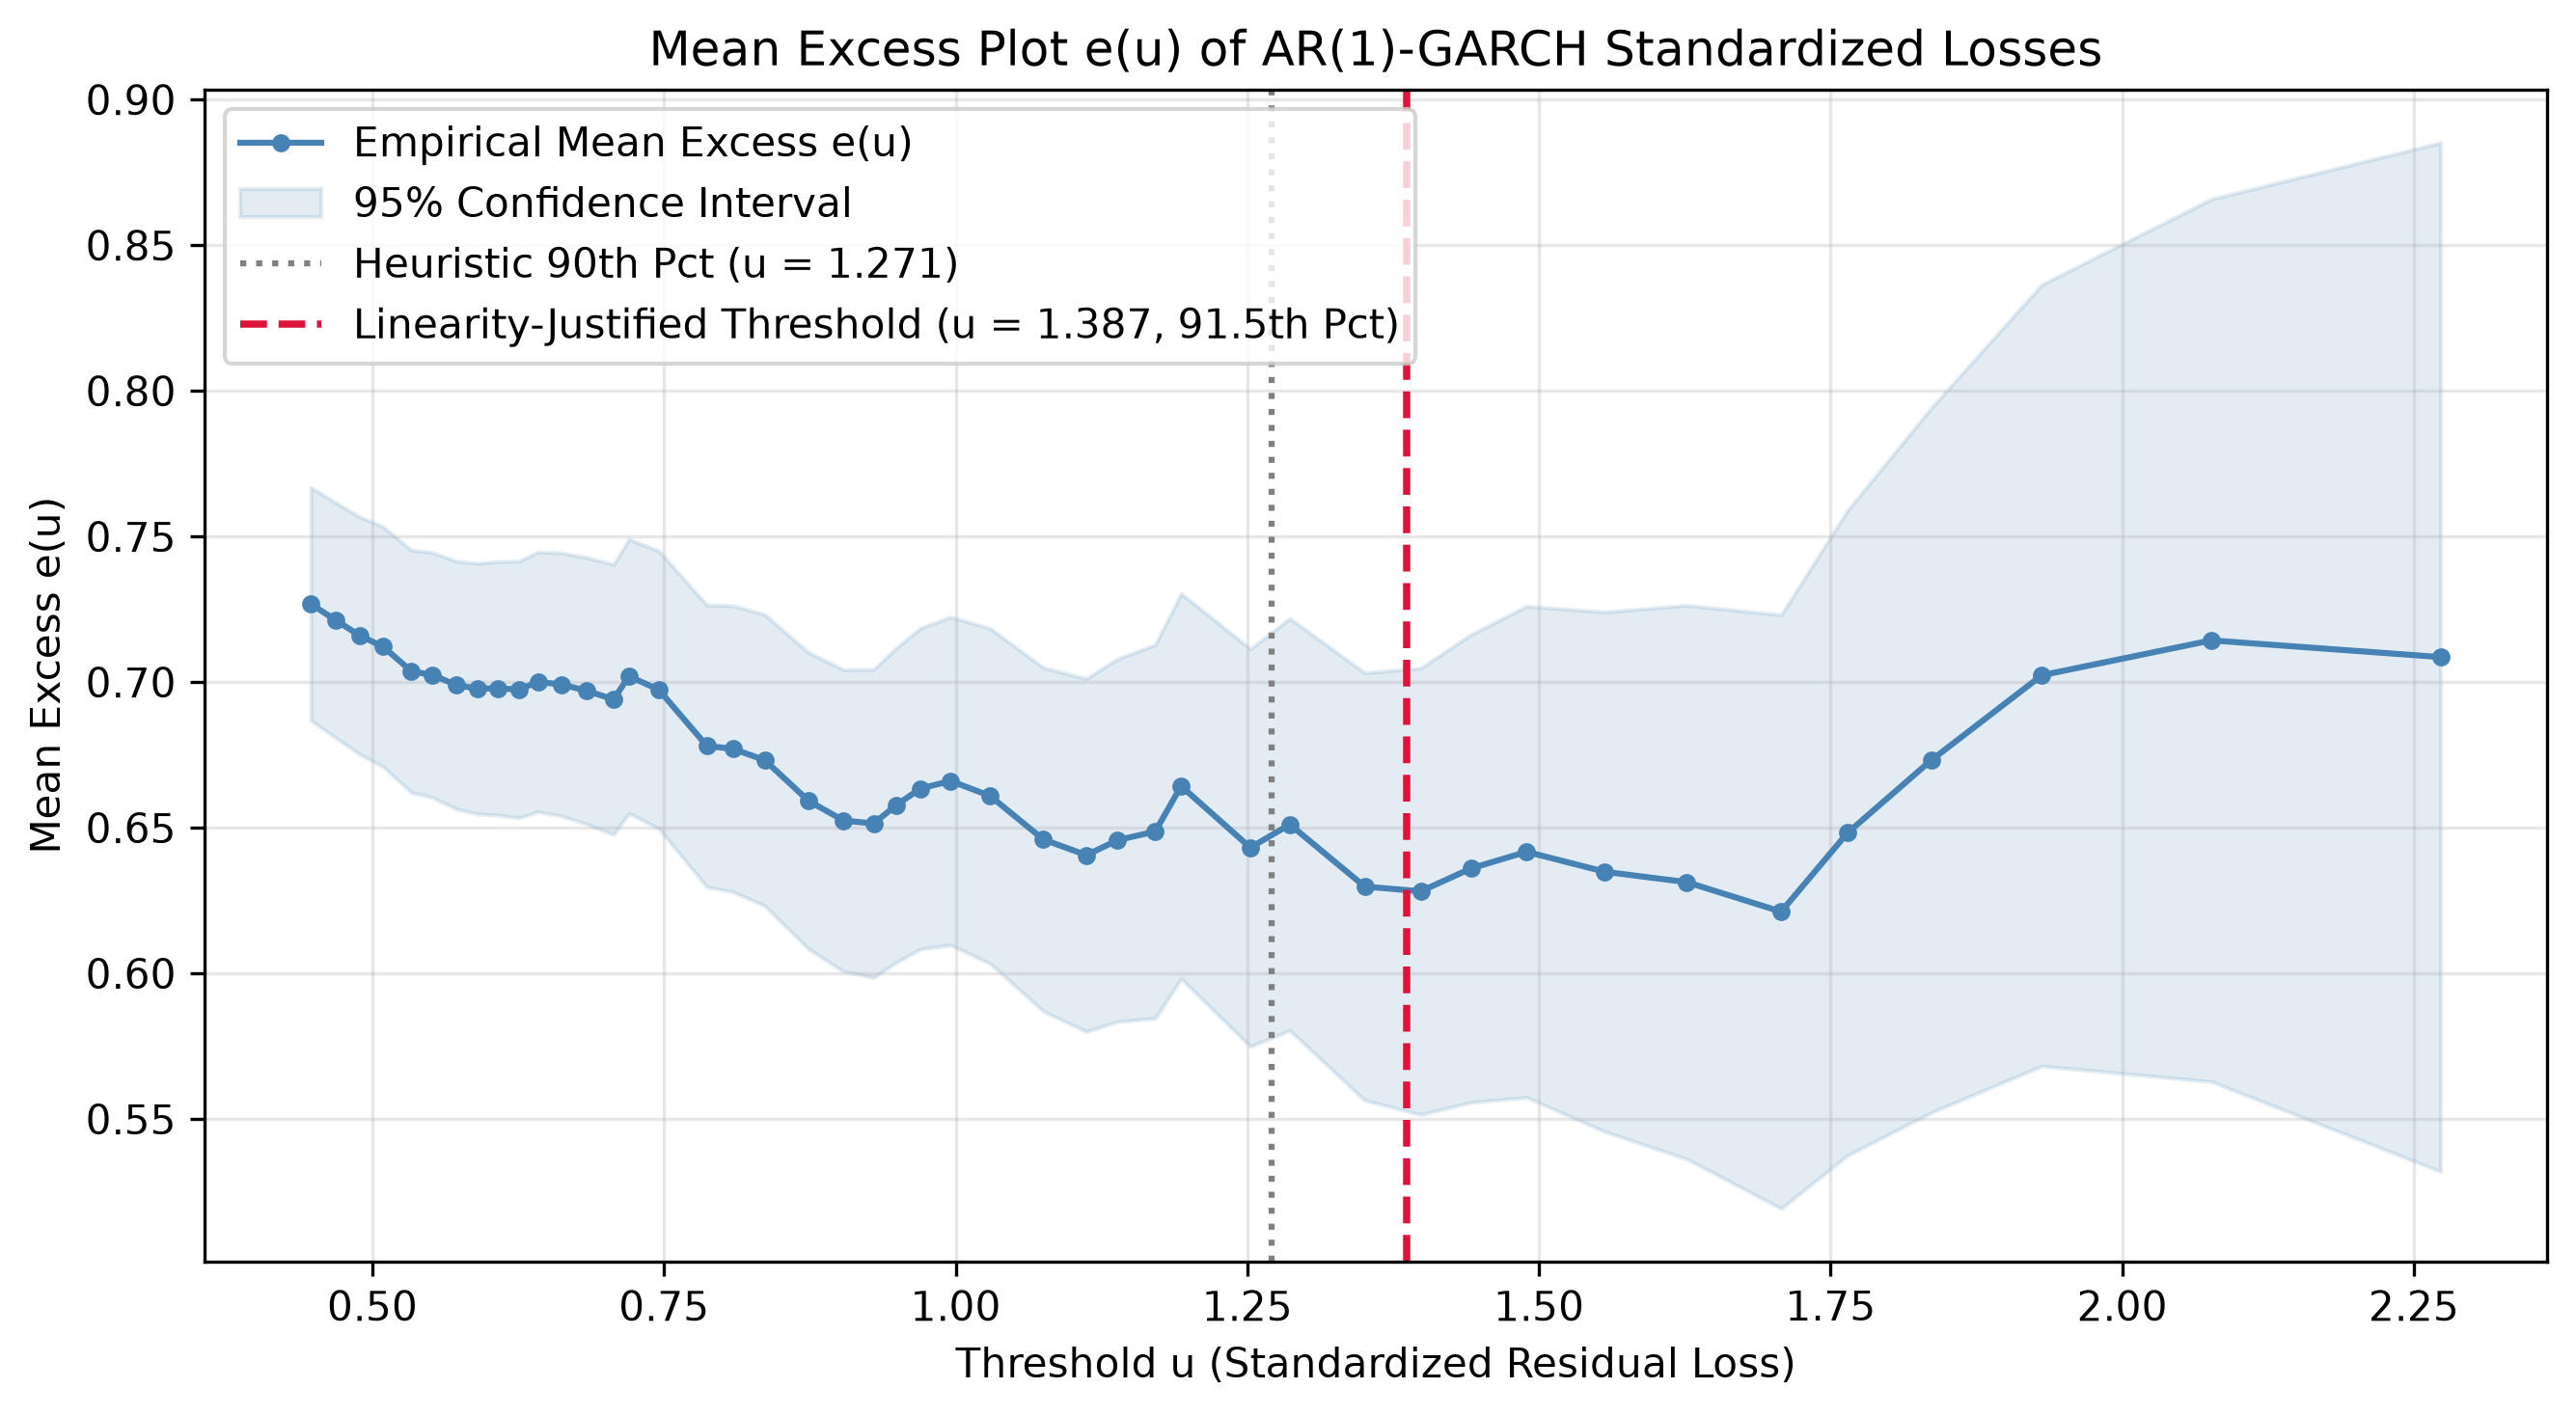 Mean Excess Plot e(u) of AR(1)-GARCH Standardized Losses
Empirical Mean Excess e(u)
95% Confidence Interval
Heuristic 90th Pct (u = 1.271)
Linearity-Justified Threshold (u = 1.387, 91.5th Pct)
Mean Excess e(u)
0.90
0.85
0.80
0.75
0.70
0.65
0.60
0.55
0.50 0.75 1.00 1.25 1.50 1.75 2.00 2.25
Threshold u (Standardized Residual Loss)